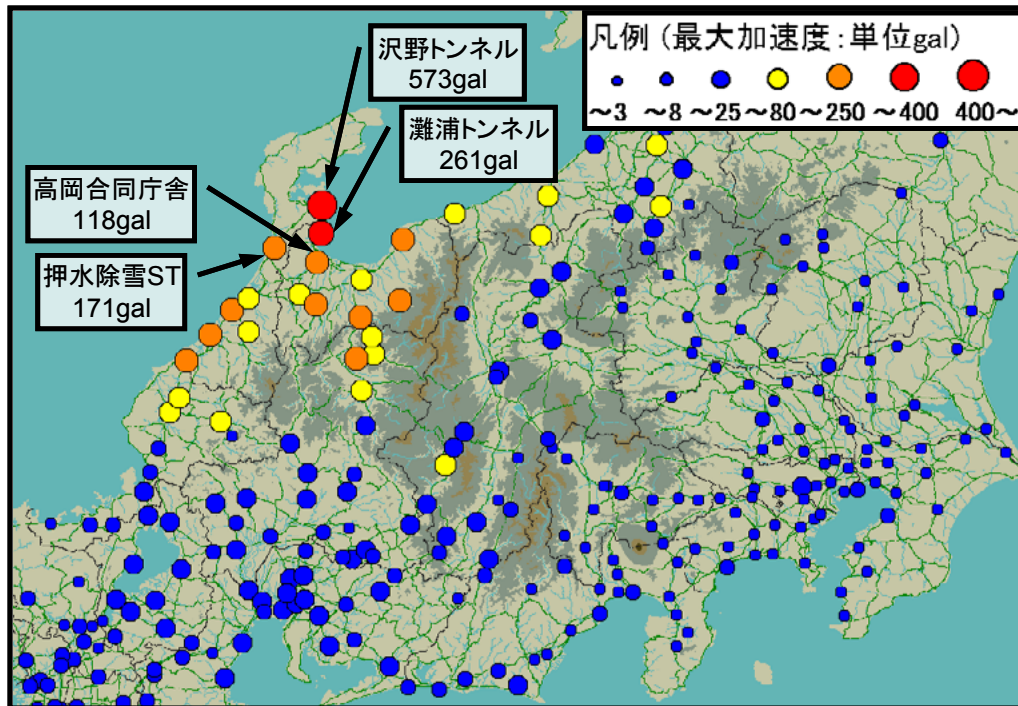 沢野トンネル
573gal
灘浦トンネル
261gal
高岡合同庁舎
118gal
押水除雪ST
171gal
凡例（最大加速度：単位gal）
～3 ～8 ～25 ～80 ～250 ～400 400～